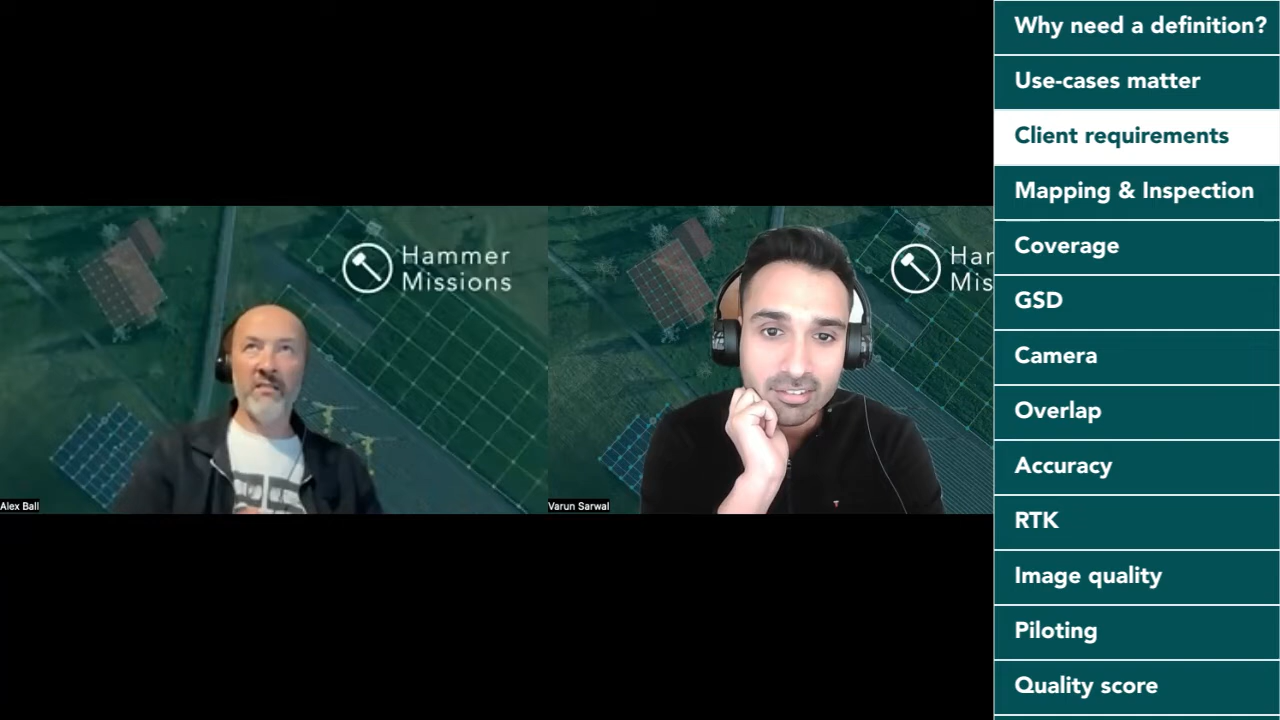 Hammer
Missions
Alex Ball
Ham
Mis
Varun Sarwal
Why need a definition?
Use-cases matter
Client requirements
Mapping & Inspection
Coverage
GSD
Camera
Overlap
Accuracy
RTK
Image quality
Piloting
Quality score